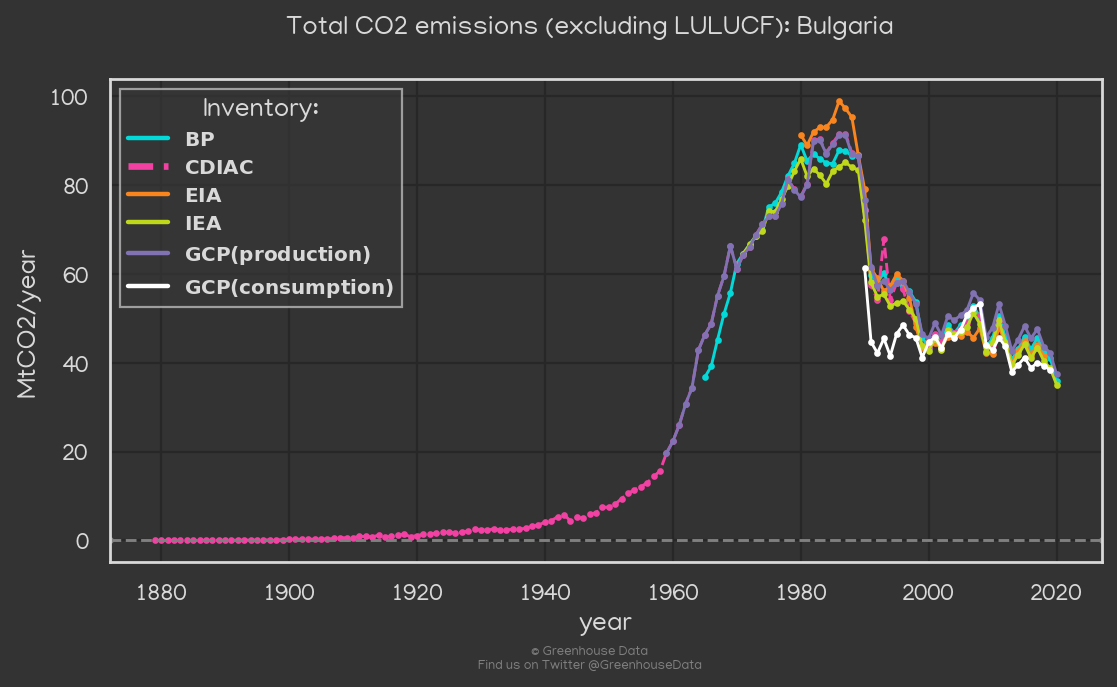 Total CO2 emissions (excluding LULUCF): Bulgaria
Inventory:
BP
CDIAC
EIA
IEA
GCP(production)
GCP(consumption)
MtCO2/year
100
80
60
40
20
0
1880 1900 1920 1940 1960 1980 2000 2020
year
© Greenhouse Data
Find us on Twitter @GreenhouseData